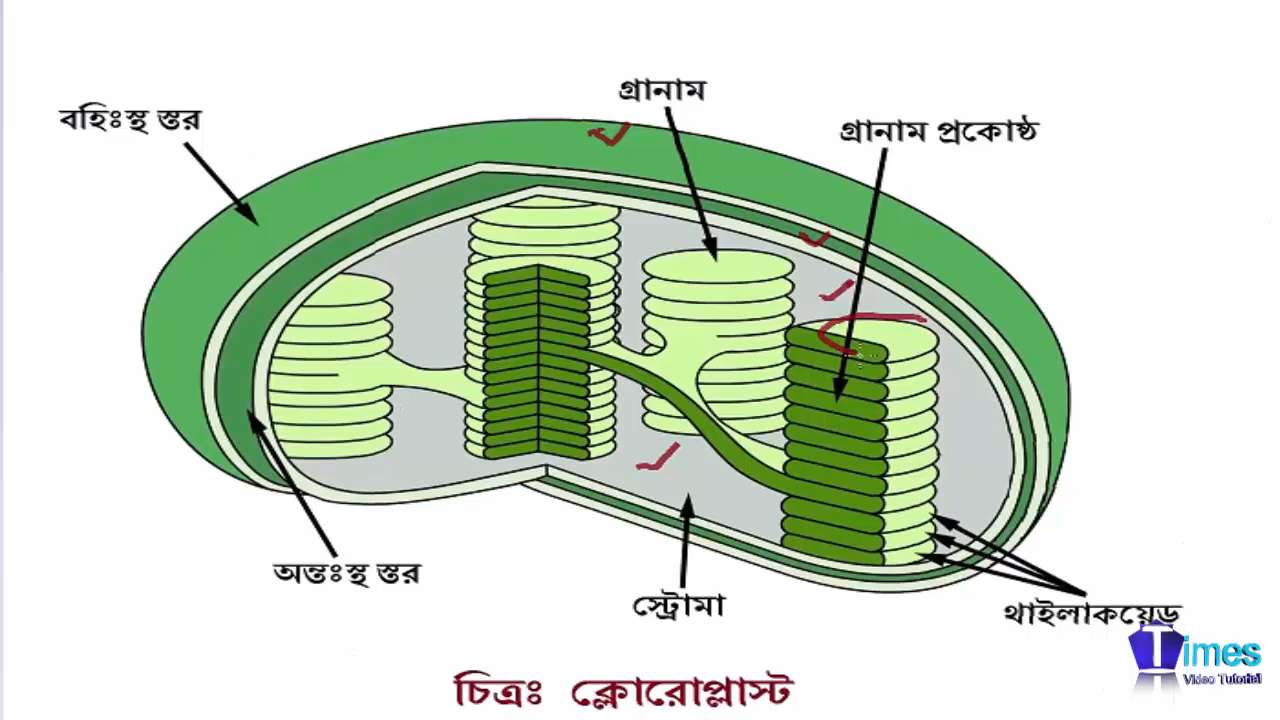 গ্রানাম
বহিঃস্থ স্তর
গ্রানাম প্রকোষ্ঠ
অন্তঃস্থ স্তর
স্ট্রোমা
থাইলাকয়েড
Times
Video Tutorial
চিত্রঃ ক্লোরোপ্লাস্ট